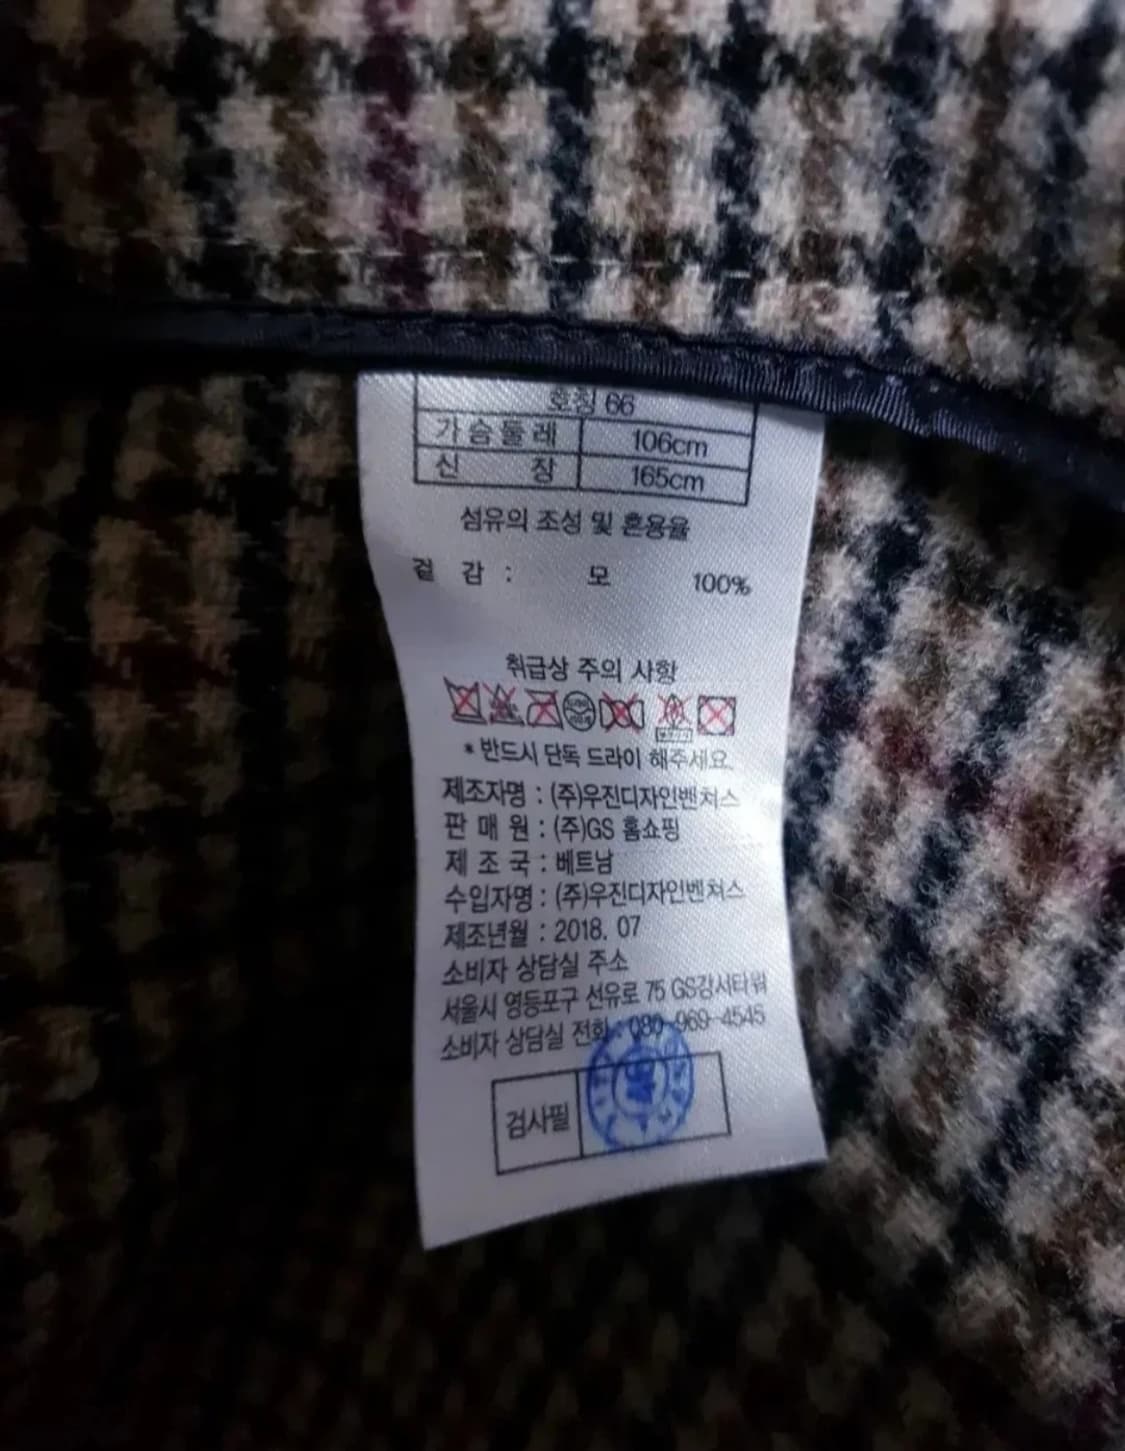 호칭 66
가슴둘레 106cm
신 장 165cm
섬유의 조성 및 혼용율
겉 감 : 모 100%
취급상 주의 사항
* 반드시 단독 드라이 해주세요.
제조자명 : (주)우진디자인벤쳐스
판 매 원 : (주)GS 홈쇼핑
제 조 국 : 베트남
수입자명 : (주)우진디자인벤쳐스
제조년월 : 2018. 07
소비자 상담실 주소
서울시 영등포구 선유로 75 GS강서타워
소비자 상담실 전화 : 080-969-4545
검사필